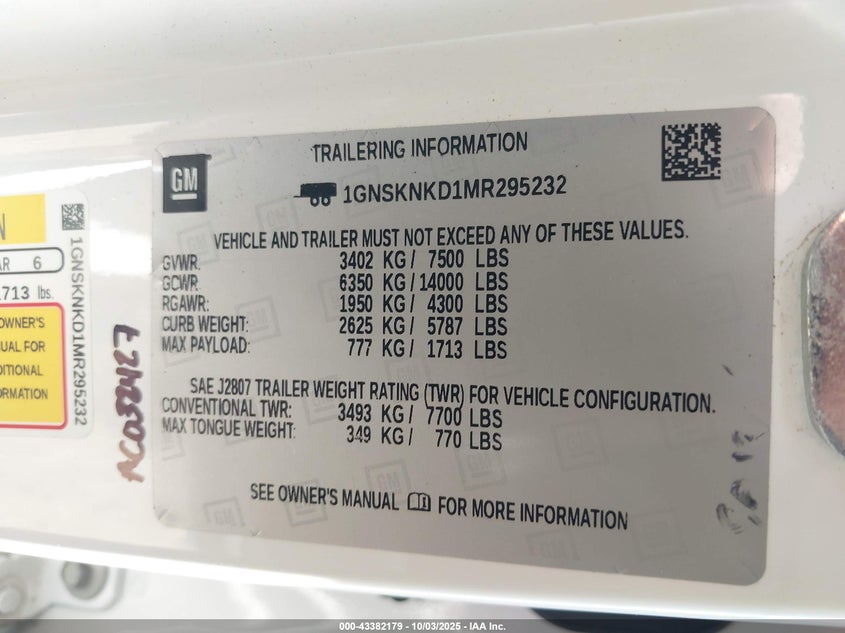 N
AR 6
1713 lbs.
OWNER'S
UAL FOR
DITIONAL
ORMATION
1GNSKNKD1MR295232
AC032427
GM
TRAILERING INFORMATION
1GNSKNKD1MR295232
VEHICLE AND TRAILER MUST NOT EXCEED ANY OF THESE VALUES.
GVWR: 3402 KG / 7500 LBS
GCWR: 6350 KG / 14000 LBS
RGAWR: 1950 KG / 4300 LBS
CURB WEIGHT: 2625 KG / 5787 LBS
MAX PAYLOAD: 777 KG / 1713 LBS
SAE J2807 TRAILER WEIGHT RATING (TWR) FOR VEHICLE CONFIGURATION.
CONVENTIONAL TWR: 3493 KG / 7700 LBS
MAX TONGUE WEIGHT: 349 KG / 770 LBS
SEE OWNER'S MANUAL FOR MORE INFORMATION
000-43382179 - 10/03/2025 - IAA Inc.